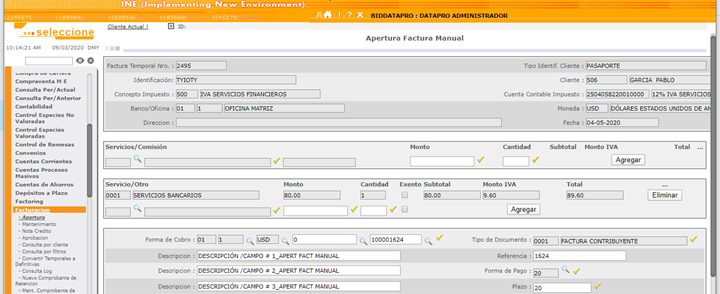 INE (Implementing New Environment)
BIDDATAPRO : DATAPRO ADMINISTRADOR
...seleccione
Cliente Actual | ID:
10:14:21 AM 09/03/2020 DMY
Apertura Factura Manual
Compraventa M E
Consulta Per/Actual
Consulta Per/Anterior
Contabilidad
Control Especies No Valoradas
Control Especies Valoradas
Control de Remesas
Convenios
Cuentas Corrientes
Cuentas Procesos Masivos
Cuentas de Ahorros
Depósitos a Plazo
Factoring
Facturacion
- Apertura
- Mantenimiento
- Nota Credito
- Aprobacion
- Consulta por cliente
- Consulta por filtros
- Convertir Temporales a Definitivas
- Consulta Log
- Nuevo Comprobante de Retencion
- Mant. Comprobante de
Factura Temporal Nro. : 2495 Tipo Identif. Cliente : PASAPORTE
Identificación: TYIOTY Cliente : 506 GARCIA PABLO
Concepto Impuesto : 500 IVA SERVICIOS FINANCIEROS Cuenta Contable Impuesto : 2504058220010000 12% IVA SERVICIOS
Banco/Oficina : 01 1 OFICINA MATRIZ Moneda : USD DÓLARES ESTADOS UNIDOS DE AM
Direccion : Fecha : 04-05-2020
Servicios/Comisión Monto Cantidad Subtotal Monto IVA Total ...
Agregar
Servicio/Otro Monto Cantidad Exento Subtotal Monto IVA Total ...
0001 SERVICIOS BANCARIOS 80.00 1 80.00 9.60 89.60 Eliminar
Agregar
Forma de Cobro : 01 1 USD 0 100001624 Tipo de Documento : 0001 FACTURA CONTRIBUYENTE
Descripcion : DESCRIPCIÓN /CAMPO # 1_APERT FACT MANUAL Referencia : 1624
Descripcion : DESCRIPCIÓN /CAMPO # 2_APERT FACT MANUAL Forma de Pago : 20
Descripcion : DESCRIPCIÓN /CAMPO # 3_APERT FACT MANUAL Plazo : 20